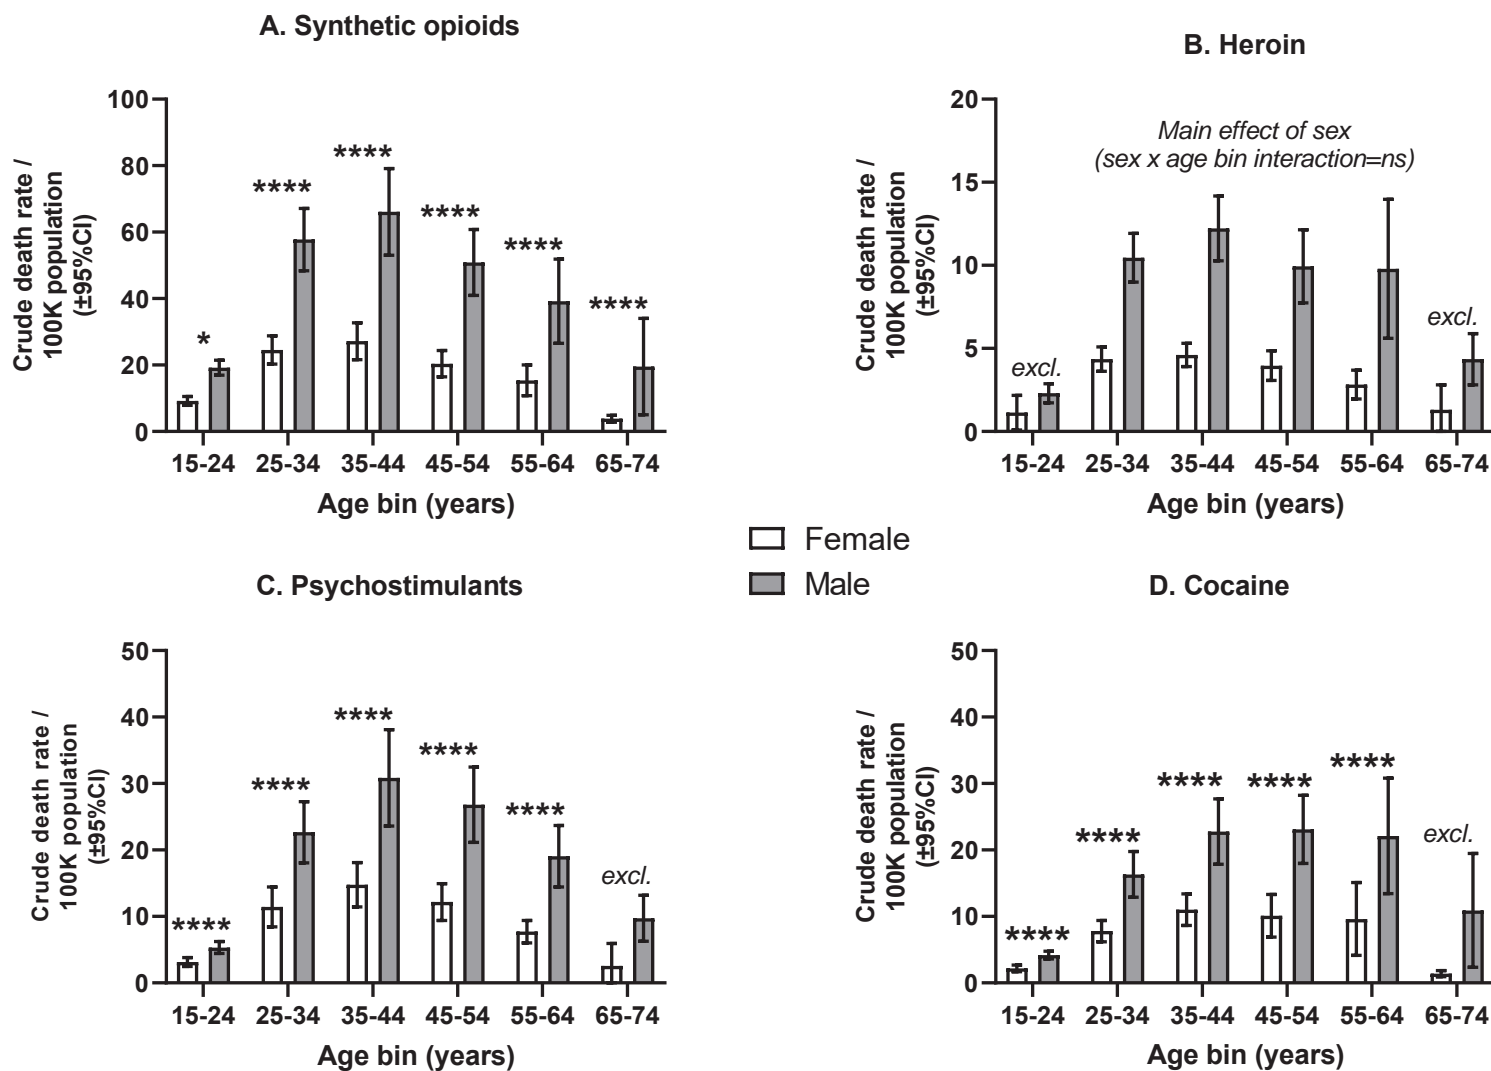 A. Synthetic opioids
Crude death rate /
100K population
(±95%CI)
100
80
60
40
20
0
*
****
****
****
****
****
15-24 25-34 35-44 45-54 55-64 65-74
Age bin (years)
B. Heroin
Crude death rate /
100K population
(±95%CI)
20
15
10
5
0
Main effect of sex
(sex x age bin interaction=ns)
excl.
excl.
15-24 25-34 35-44 45-54 55-64 65-74
Age bin (years)
Female
Male
C. Psychostimulants
Crude death rate /
100K population
(±95%CI)
50
40
30
20
10
0
****
****
****
****
****
excl.
15-24 25-34 35-44 45-54 55-64 65-74
Age bin (years)
D. Cocaine
Crude death rate /
100K population
(±95%CI)
50
40
30
20
10
0
****
****
****
****
****
excl.
15-24 25-34 35-44 45-54 55-64 65-74
Age bin (years)